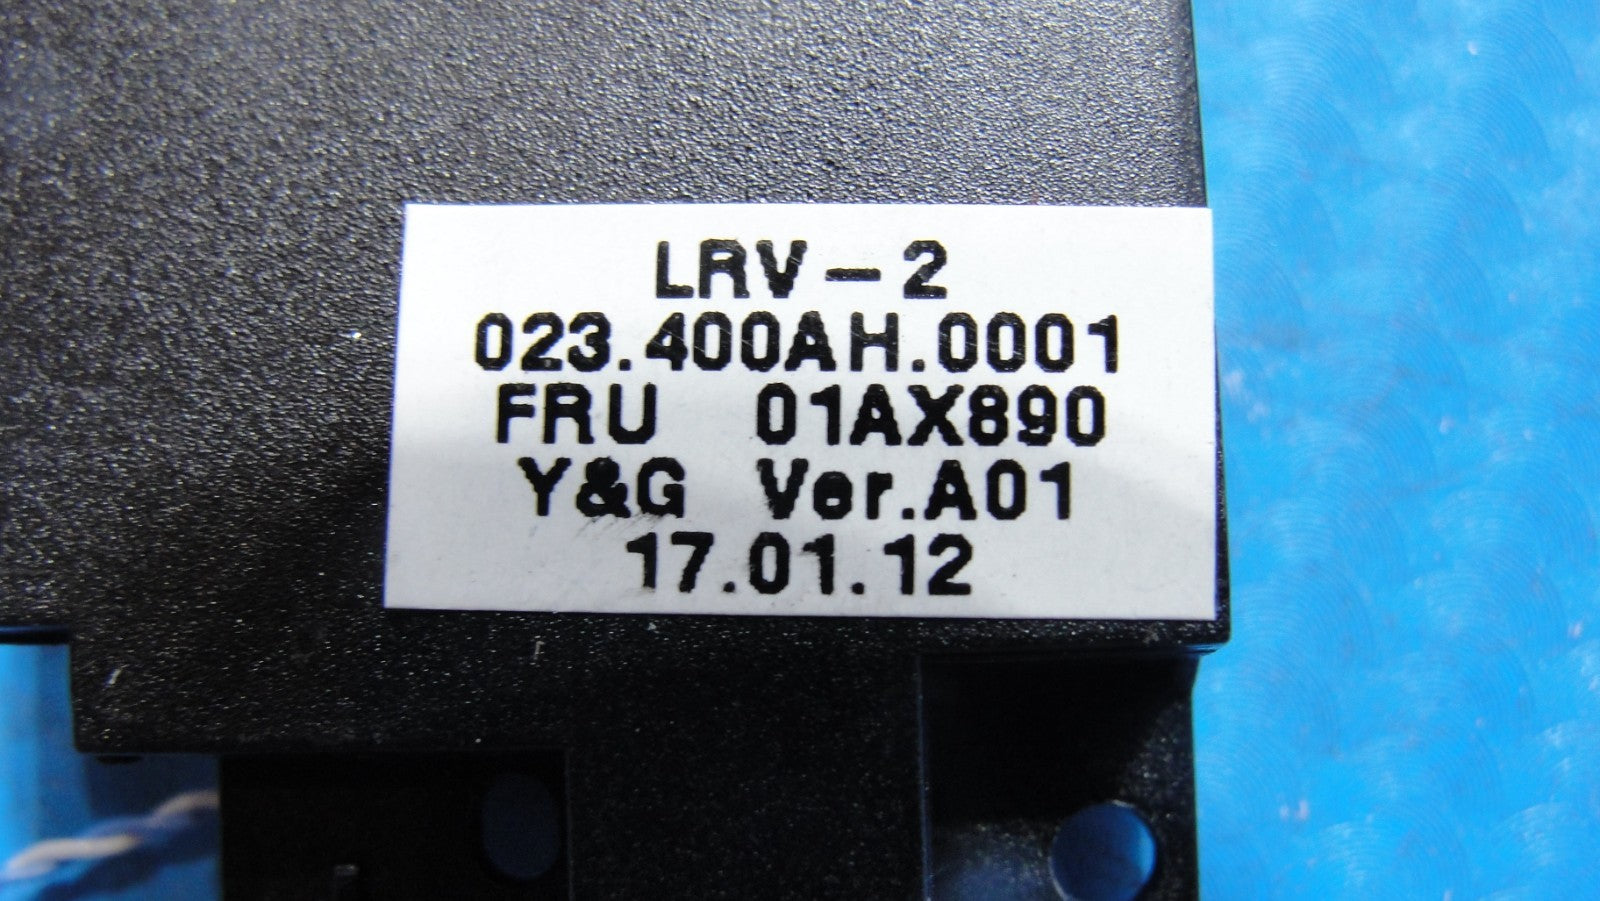 LRV-2
023.400AH.0001
FRU 01AX890
Y&G Ver.A01
17.01.12